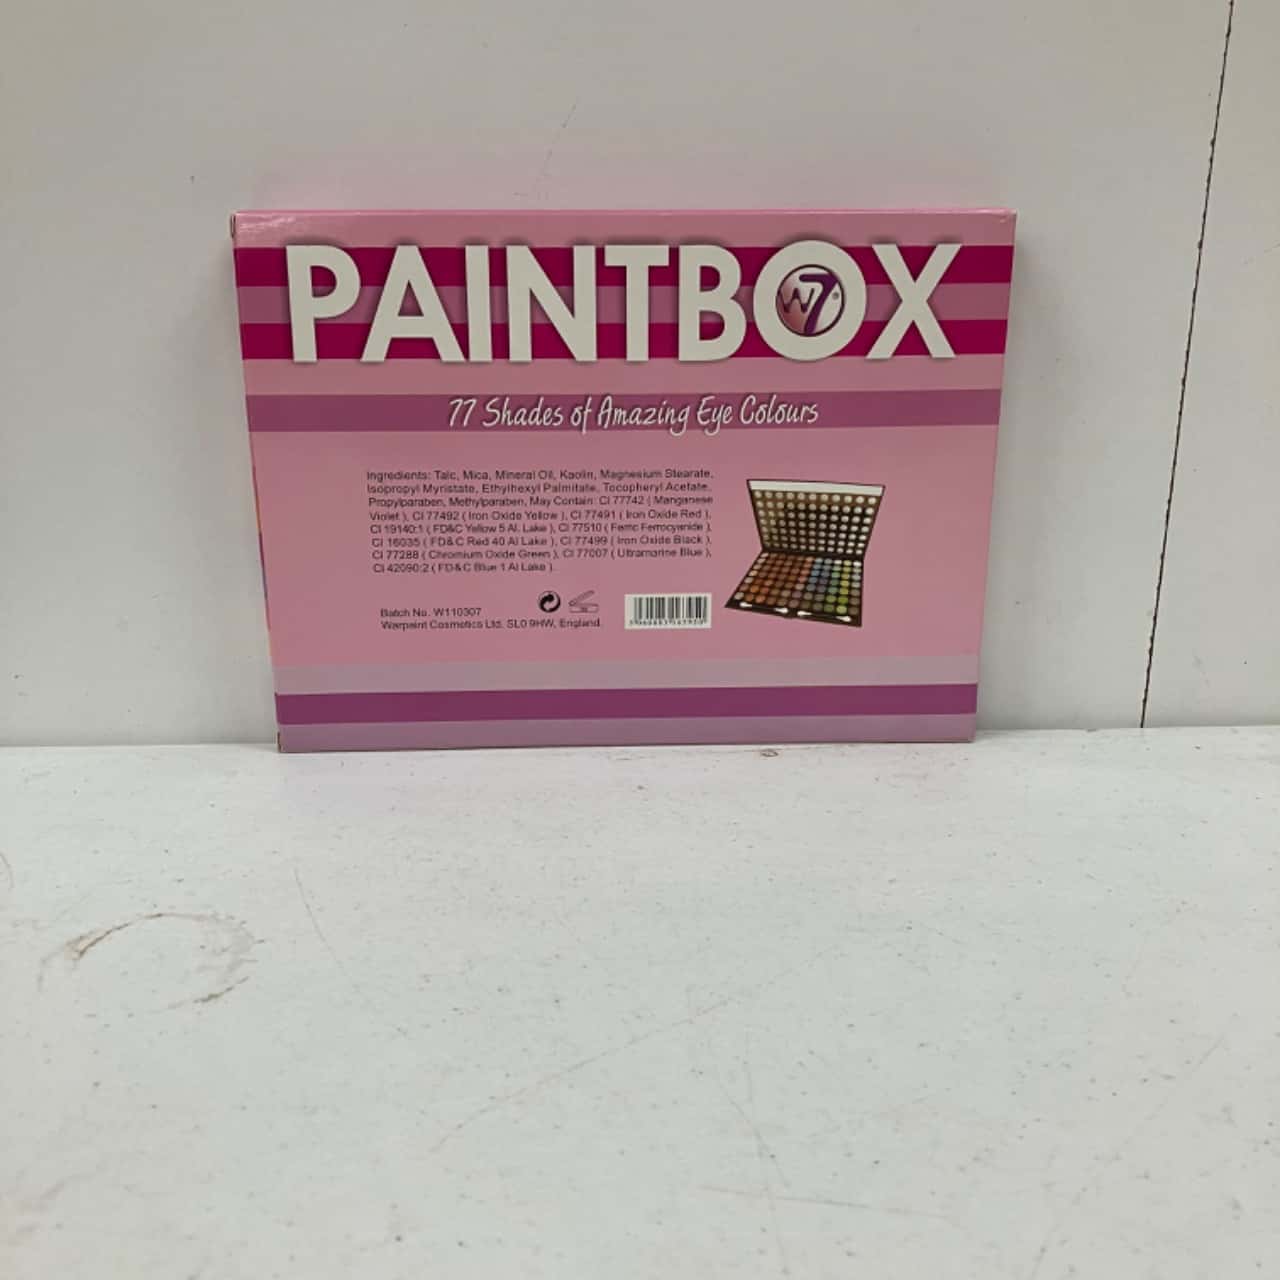 PAINTBOX
W7
77 Shades of Amazing Eye Colours
Ingredients: Talc, Mica, Mineral Oil, Kaolin, Magnesium Stearate,
Isopropyl Myristate, Ethylhexyl Palmitate, Tocopheryl Acetate,
Propylparaben, Methylparaben, May Contain: CI 77742 ( Manganese
Violet ), CI 77492 ( Iron Oxide Yellow ), CI 77491 ( Iron Oxide Red ),
CI 19140:1 ( FD&C Yellow 5 Al. Lake ), CI 77510 ( Ferric Ferrocyanide ),
CI 16035 ( FD&C Red 40 Al Lake ), CI 77499 ( Iron Oxide Black ),
CI 77288 ( Chromium Oxide Green ), CI 77007 ( Ultramarine Blue ),
CI 42090:2 ( FD&C Blue 1 Al Lake ).
Batch No. W110307
Warpaint Cosmetics Ltd. SL0 9HW, England.